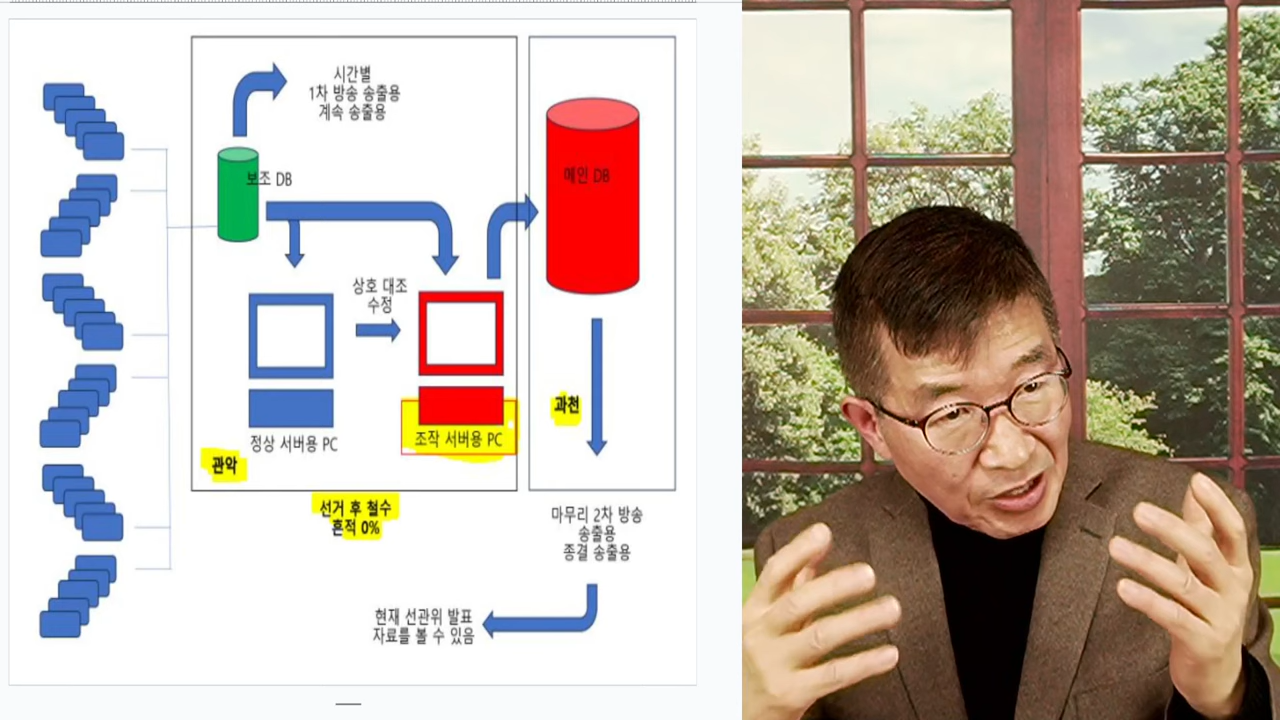 시간별
1차 방송 송출용
계속 송출용
보조 DB
메인 DB
상호 대조
수정
정상 서버용 PC
조작 서버용 PC
과천
관악
선거 후 철수
흔적 0%
마무리 2차 방송
송출용
종결 송출용
현재 선관위 발표
자료를 볼 수 있음